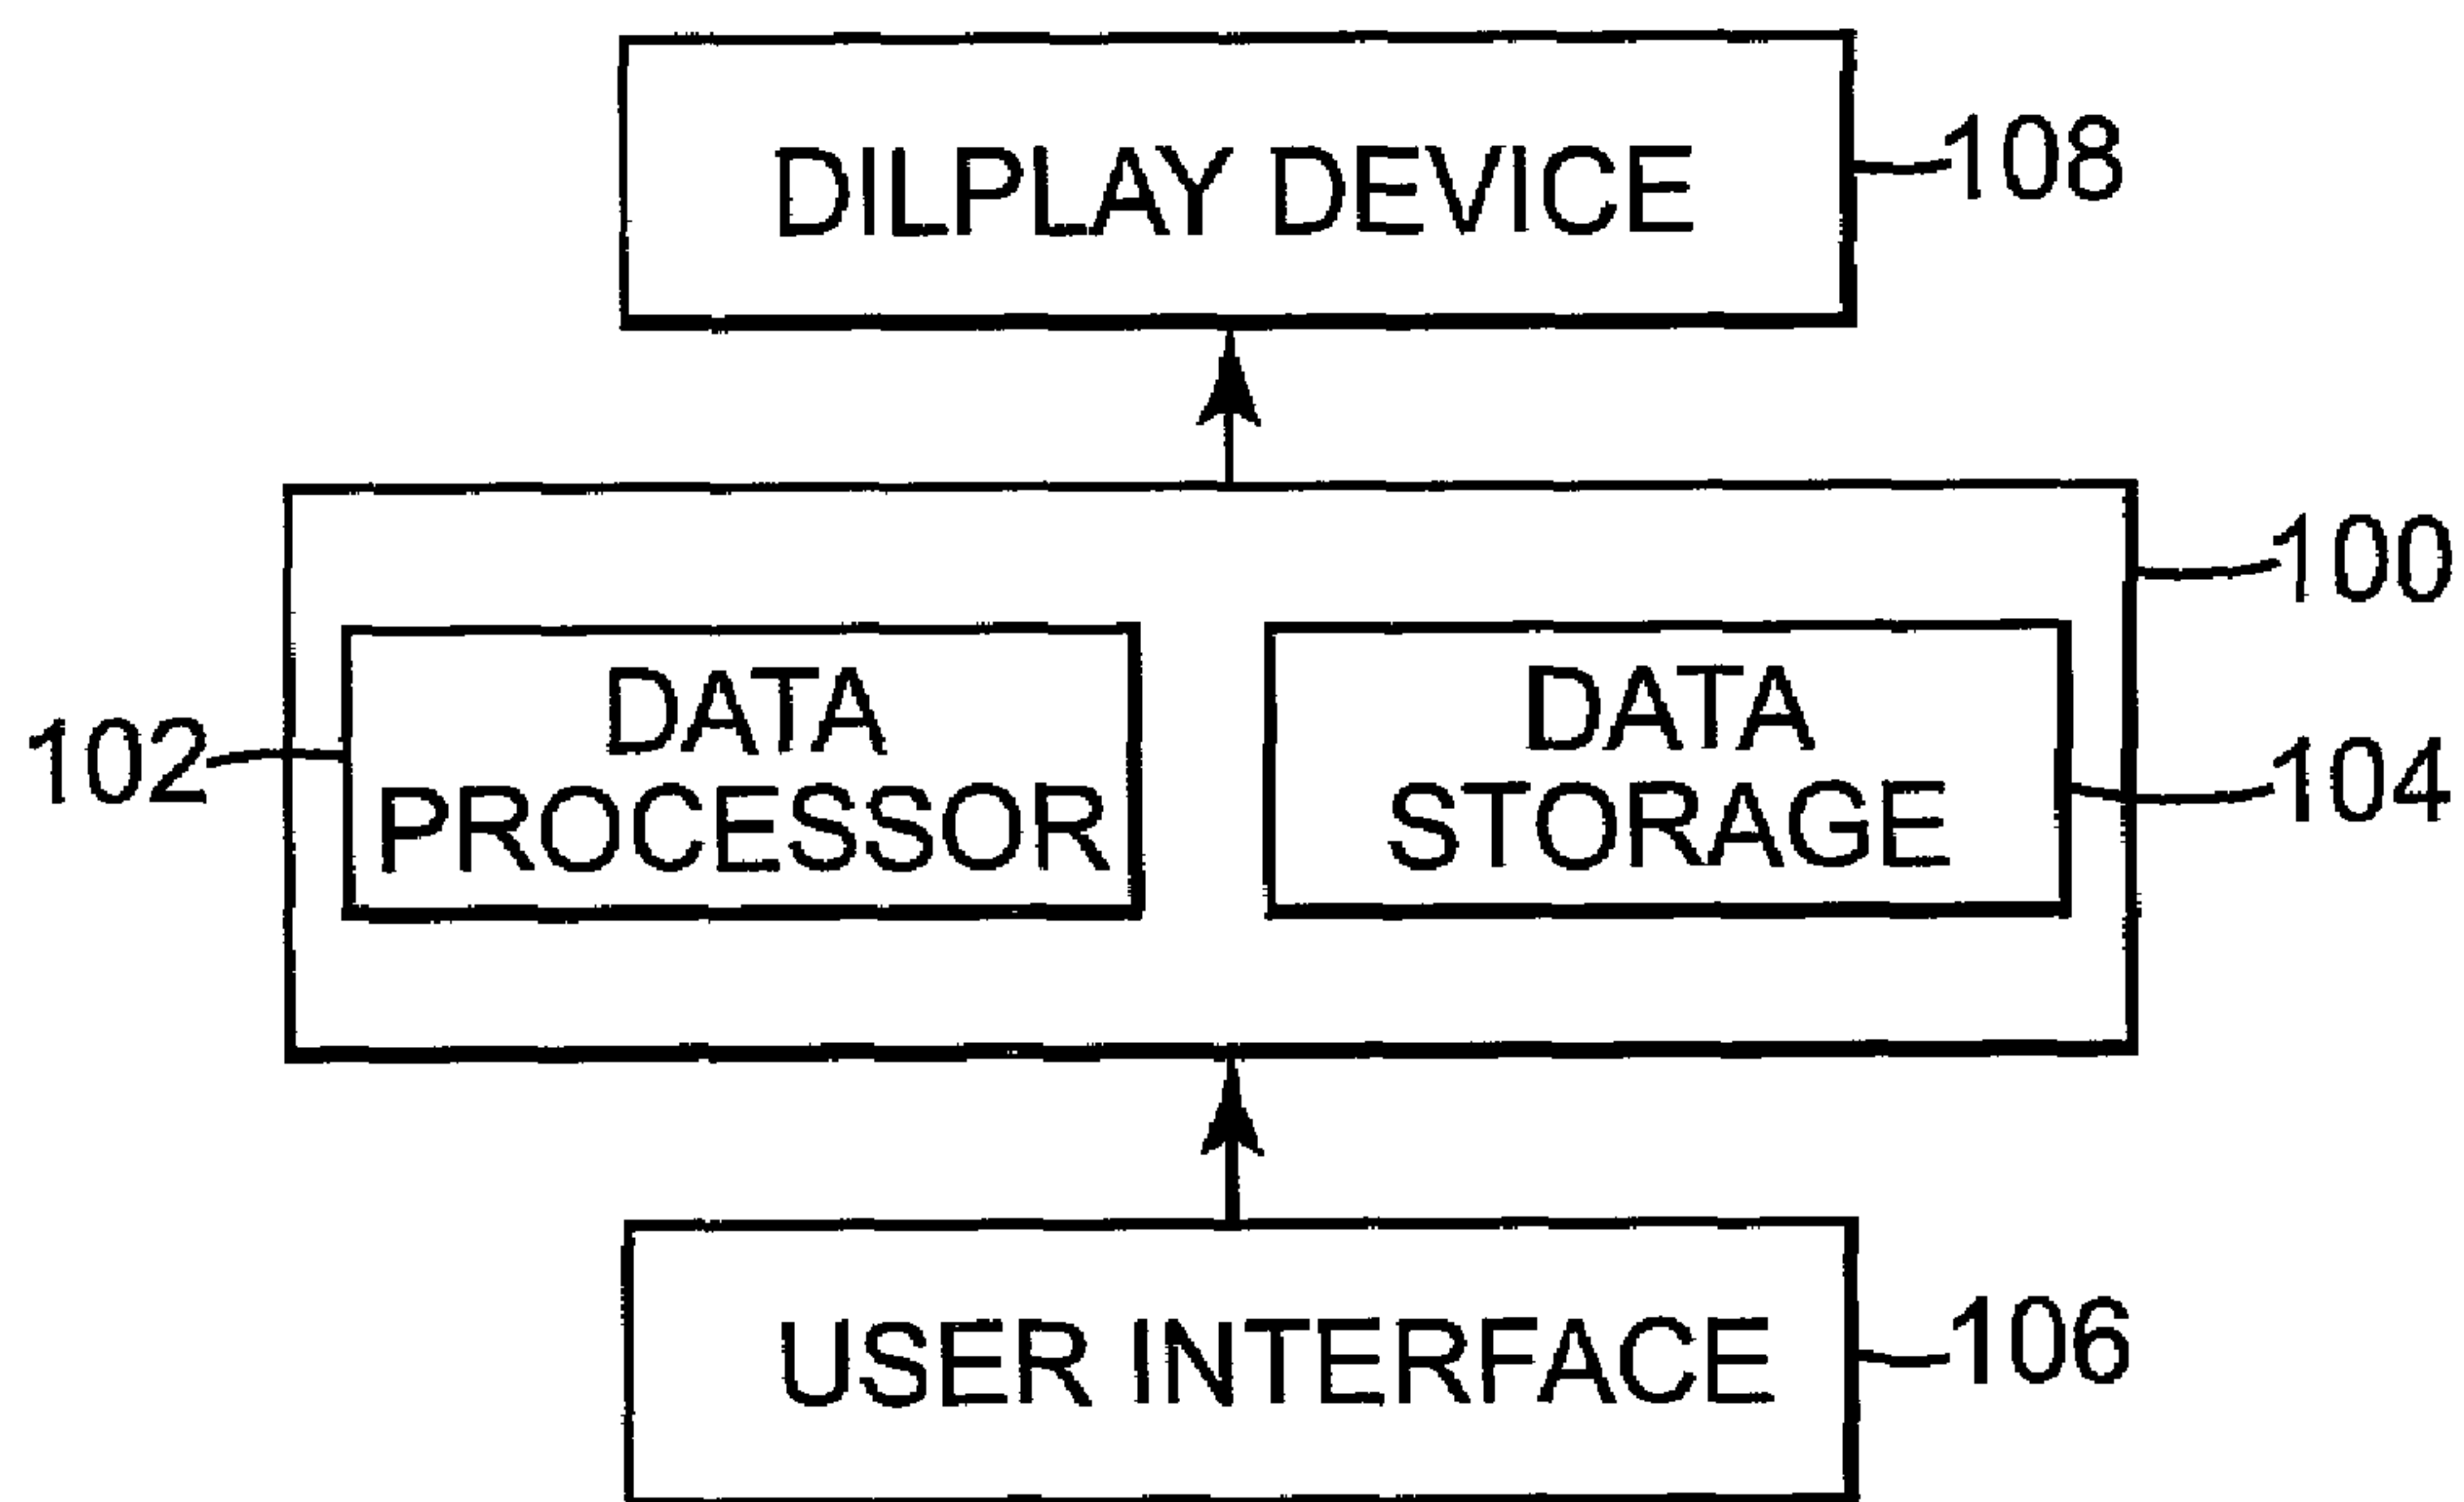 DILPLAY DEVICE
108
100
DATA
PROCESSOR
102
DATA
STORAGE
104
USER INTERFACE
106